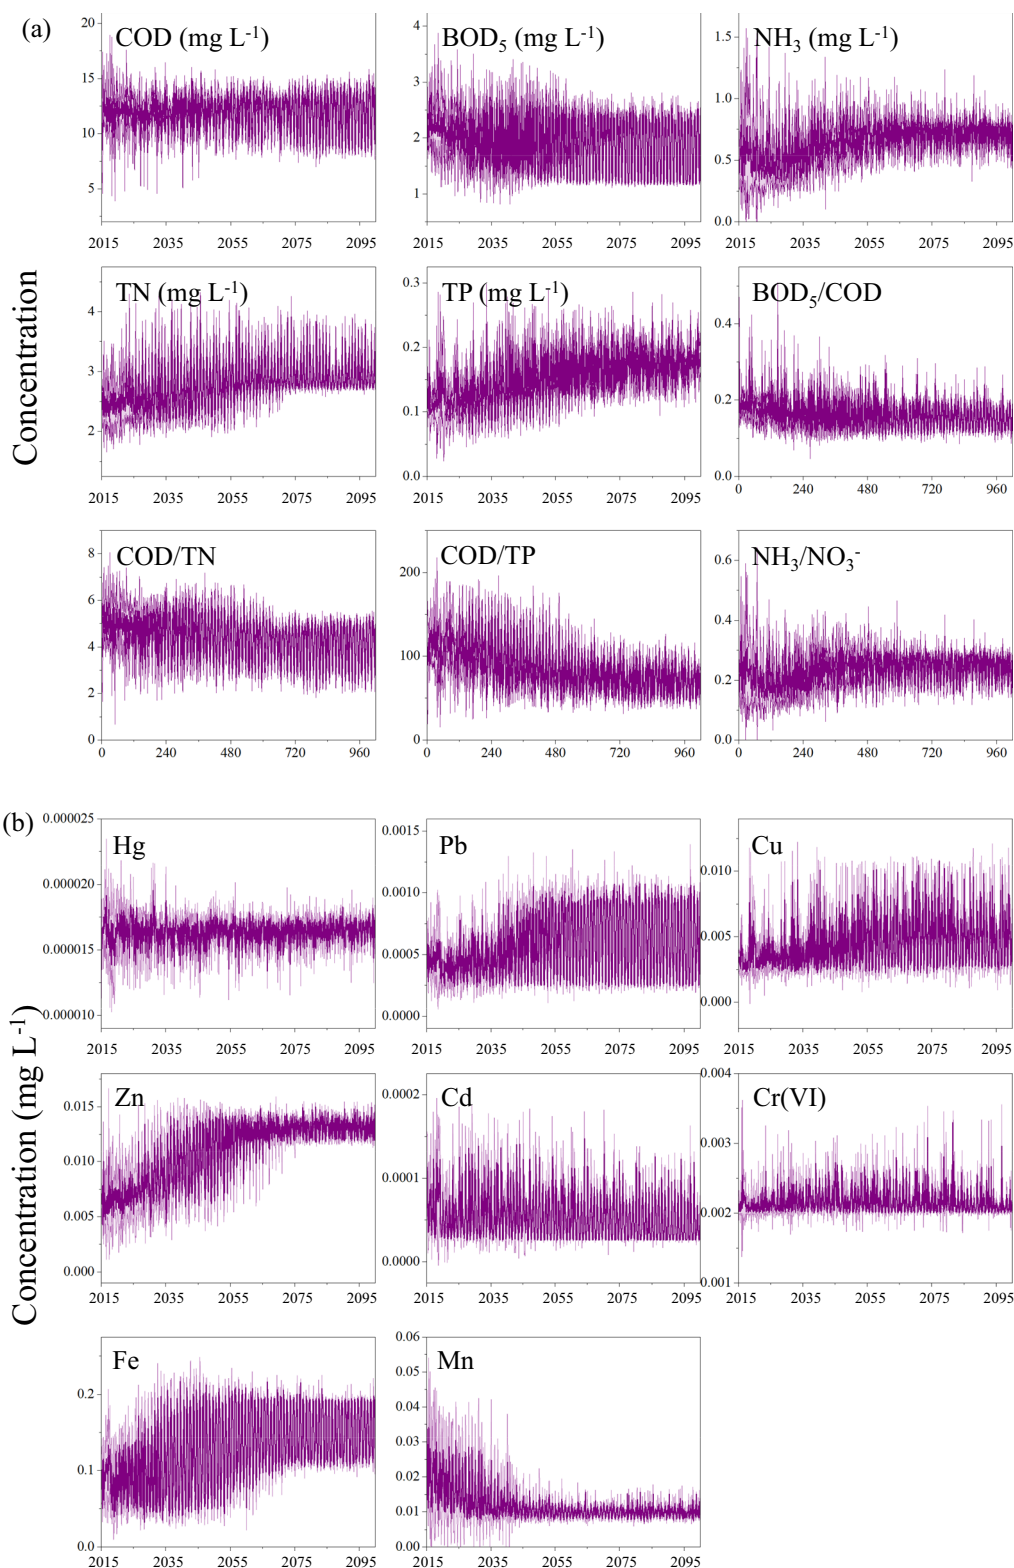 (a)
Concentration
COD (mg L⁻¹)
20
15
10
5
2015 2035 2055 2075 2095
BOD₅ (mg L⁻¹)
4
3
2
1
2015 2035 2055 2075 2095
NH₃ (mg L⁻¹)
1.5
1.0
0.5
0.0
2015 2035 2055 2075 2095
TN (mg L⁻¹)
4
3
2
2015 2035 2055 2075 2095
TP (mg L⁻¹)
0.3
0.2
0.1
0.0
2015 2035 2055 2075 2095
BOD₅/COD
0.4
0.2
0.0
0 240 480 720 960
COD/TN
8
6
4
2
0
0 240 480 720 960
COD/TP
200
100
0
0 240 480 720 960
NH₃/NO₃⁻
0.6
0.4
0.2
0.0
0 240 480 720 960
(b)
Concentration (mg L⁻¹)
Hg
0.000025
0.000020
0.000015
0.000010
2015 2035 2055 2075 2095
Pb
0.0015
0.0010
0.0005
0.0000
2015 2035 2055 2075 2095
Cu
0.010
0.005
0.000
2015 2035 2055 2075 2095
Zn
0.015
0.010
0.005
0.000
2015 2035 2055 2075 2095
Cd
0.0002
0.0001
0.0000
2015 2035 2055 2075 2095
Cr(VI)
0.004
0.003
0.002
0.001
2015 2035 2055 2075 2095
Fe
0.2
0.1
0.0
2015 2035 2055 2075 2095
Mn
0.06
0.05
0.04
0.03
0.02
0.01
0.00
2015 2035 2055 2075 2095